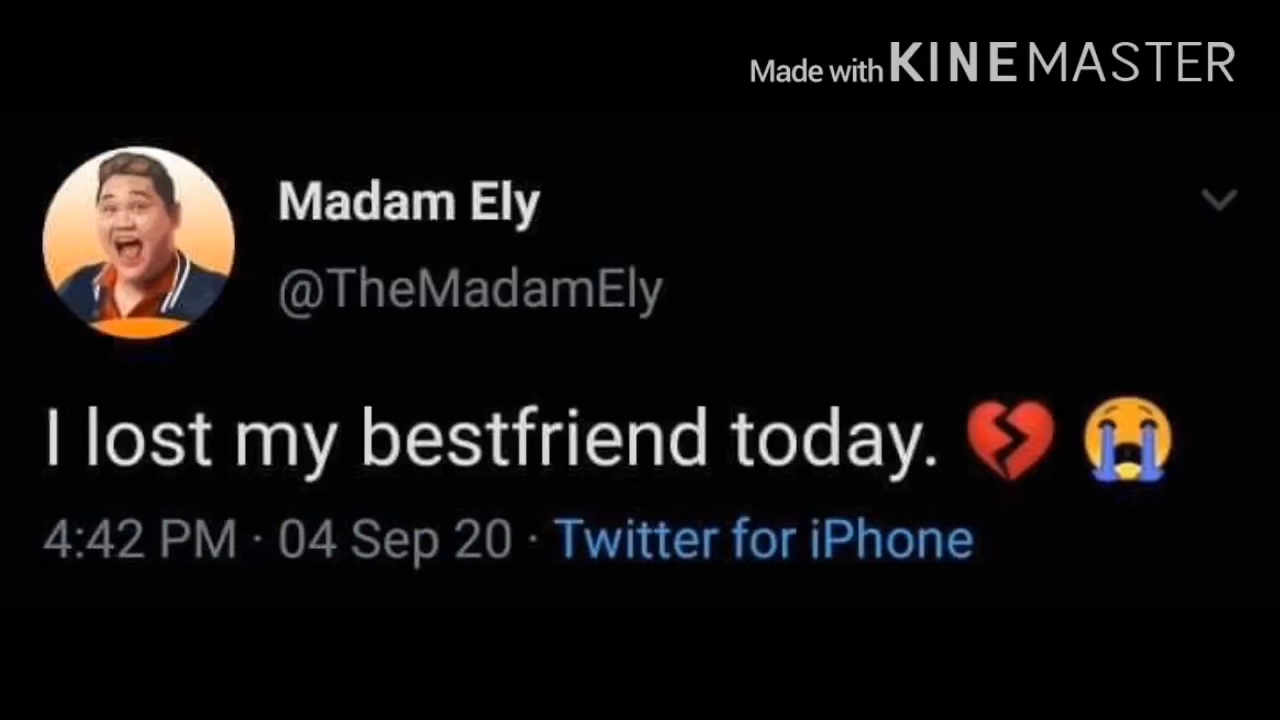 Made with KINEMASTER
Madam Ely
@TheMadamEly
I lost my bestfriend today. 💔 😭
4:42 PM · 04 Sep 20 · Twitter for iPhone